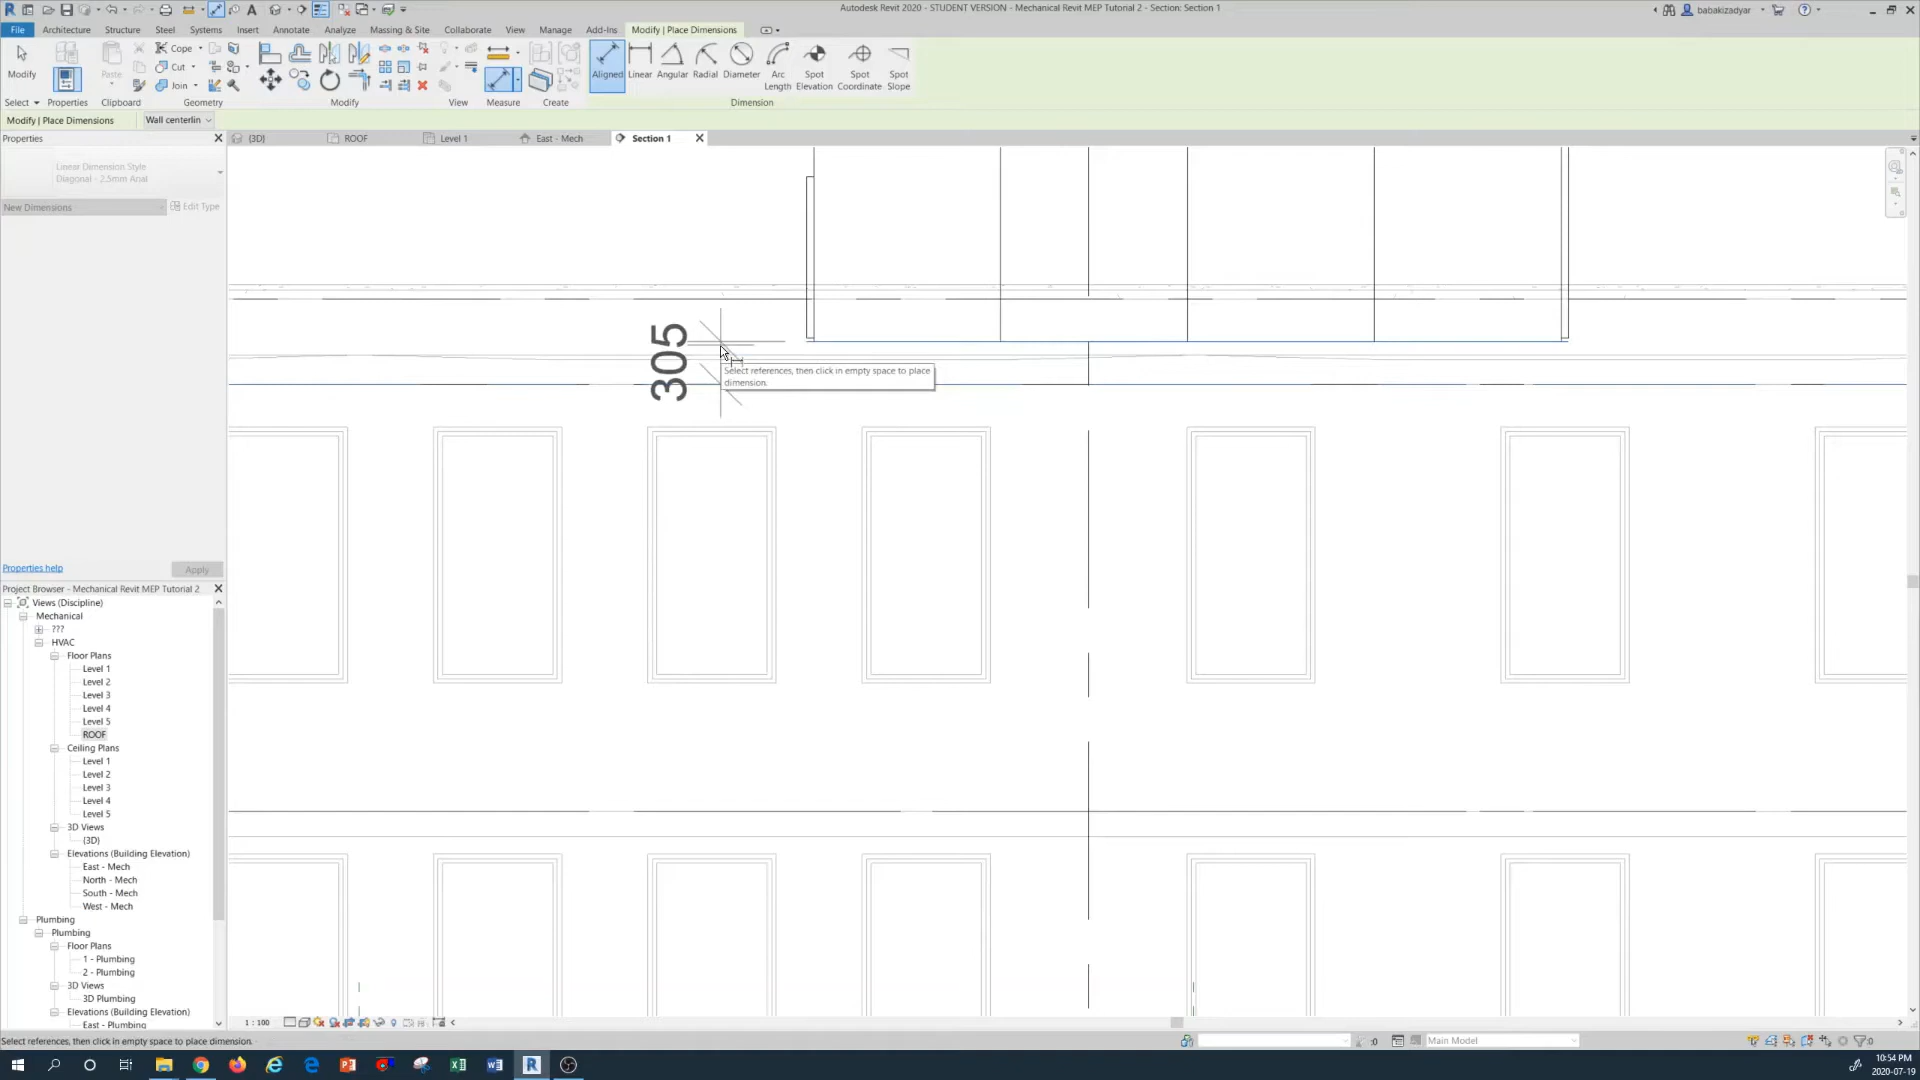 Autodesk Revit 2020 - STUDENT VERSION - Mechanical Revit MEP Tutorial 2 - Section: Section 1
babakizadyar
File Architecture Structure Steel Systems Insert Annotate Analyze Massing & Site Collaborate View Manage Add-Ins Modify | Place Dimensions
Modify Paste Cope Cut Join Aligned Linear Angular Radial Diameter Arc Length Spot Elevation Spot Coordinate Spot Slope
Select Properties Clipboard Geometry Modify View Measure Create Dimension
Modify | Place Dimensions Wall centerlin
Properties
{3D} ROOF Level 1 East - Mech Section 1
Linear Dimension Style
Diagonal - 2.5mm Arial
New Dimensions Edit Type
305
Select references, then click in empty space to place
dimension.
Properties help Apply
Project Browser - Mechanical Revit MEP Tutorial 2
Views (Discipline)
Mechanical
???
HVAC
Floor Plans
Level 1
Level 2
Level 3
Level 4
Level 5
ROOF
Ceiling Plans
Level 1
Level 2
Level 3
Level 4
Level 5
3D Views
{3D}
Elevations (Building Elevation)
East - Mech
North - Mech
South - Mech
West - Mech
Plumbing
Plumbing
Floor Plans
1 - Plumbing
2 - Plumbing
3D Views
3D Plumbing
Elevations (Building Elevation)
East - Plumbing
1 : 100
Select references, then click in empty space to place dimension.
:0 Main Model :0
10:54 PM
2020-07-19